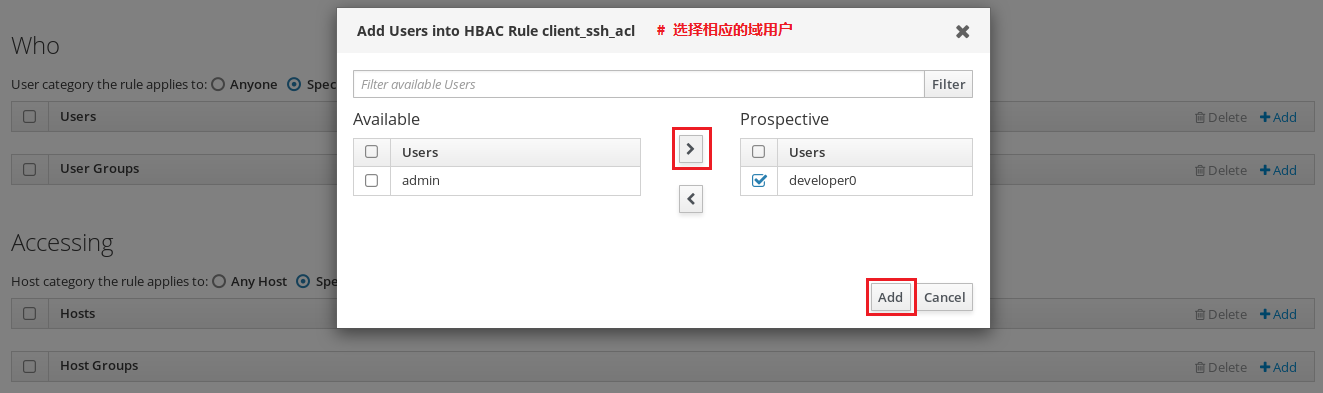 Add Users into HBAC Rule client_ssh_acl # 选择相应的域用户
Who
User category the rule applies to: Anyone Spec
Filter available Users Filter
Users Delete Add
Available Prospective
Users Users
User Groups Delete Add
admin developer0
Accessing
Host category the rule applies to: Any Host Spe
Add Cancel
Hosts Delete Add
Host Groups Delete Add